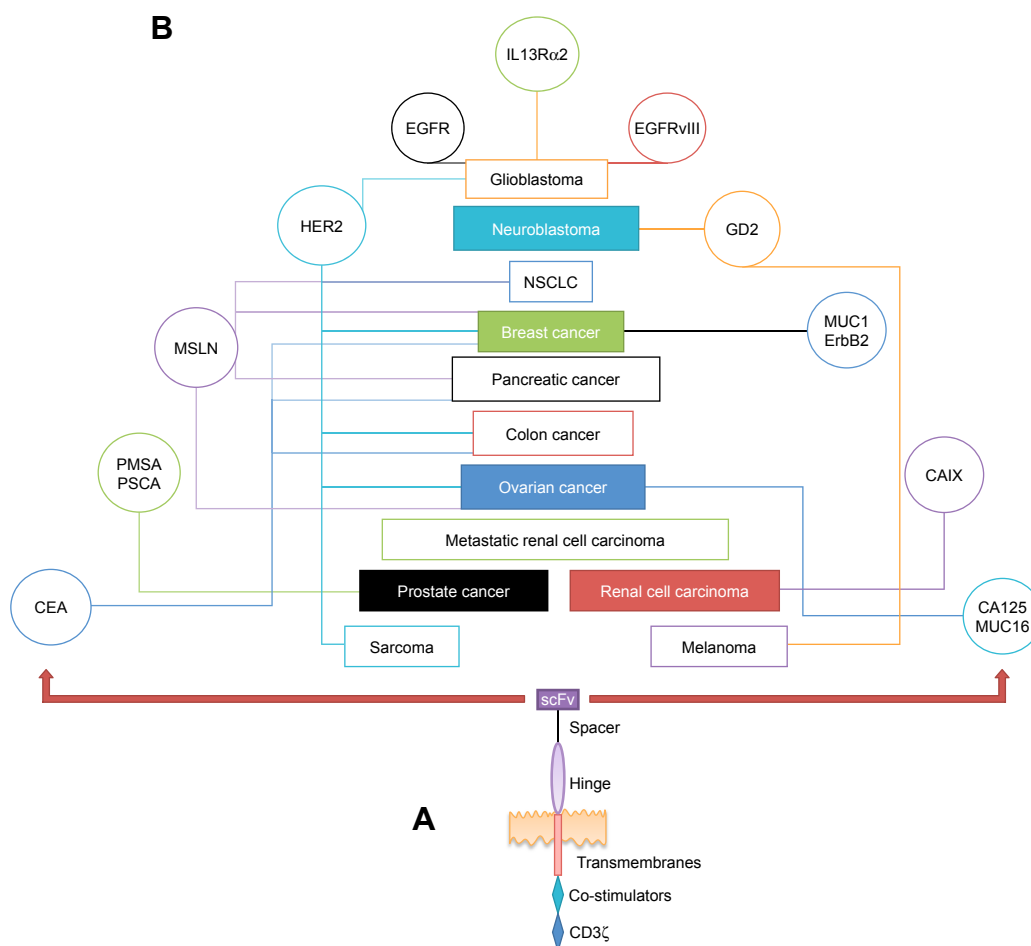 B
IL13Rα2
EGFR
EGFRvIII
Glioblastoma
HER2
Neuroblastoma
GD2
NSCLC
MSLN
Breast cancer
MUC1
ErbB2
Pancreatic cancer
Colon cancer
PMSA
PSCA
Ovarian cancer
CAIX
Metastatic renal cell carcinoma
CEA
Prostate cancer
Renal cell carcinoma
CA125
MUC16
Sarcoma
Melanoma
scFv
Spacer
Hinge
A
Transmembranes
Co-stimulators
CD3ζ